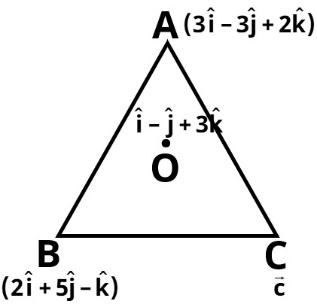 A (3î − 3ĵ + 2k̂)
î − ĵ + 3k̂
O
B C
(2î + 5ĵ − k̂) c⃗